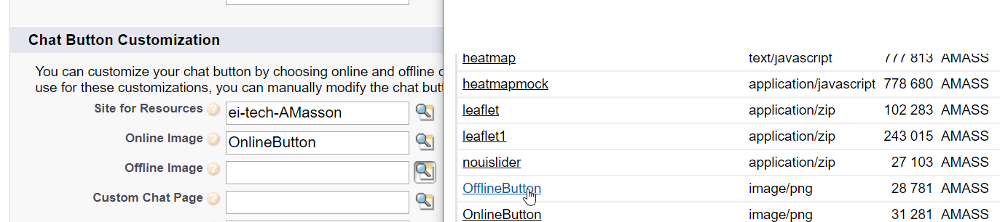 Chat Button Customization
You can customize your chat button by choosing online and offline
use for these customizations, you can manually modify the chat
Site for Resources ? ei-tech-AMasson
Online Image ? OnlineButton
Offline Image ?
Custom Chat Page ?
heatmap text/javascript 777 813 AMASS
heatmapmock application/javascript 778 680 AMASS
leaflet application/zip 102 283 AMASS
leaflet1 application/zip 243 015 AMASS
nouislider application/zip 27 103 AMASS
OfflineButton image/png 28 781 AMASS
OnlineButton image/png 31 281 AMASS